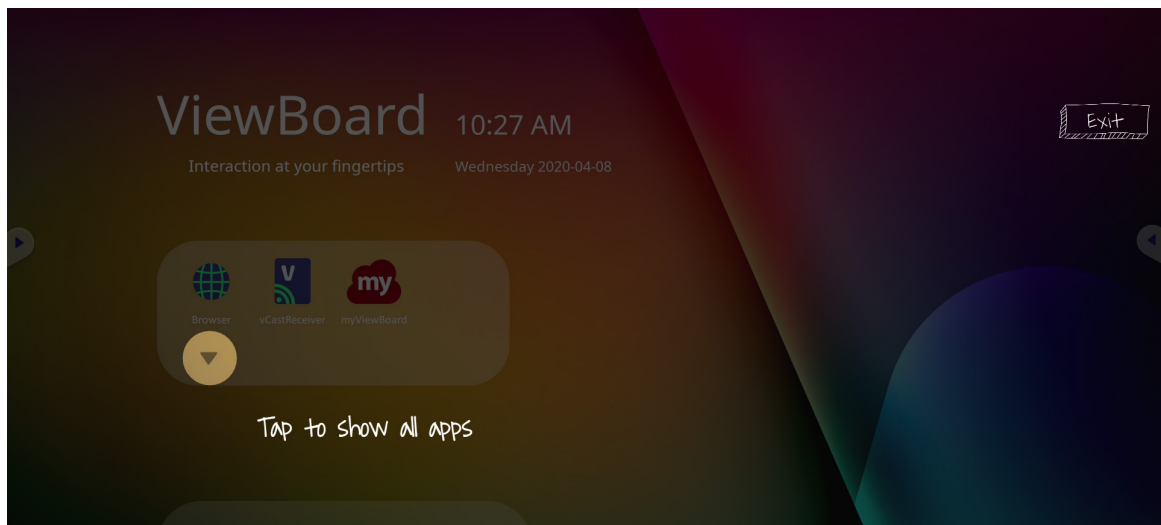 ViewBoard
10:27 AM
Interaction at your fingertips
Wednesday 2020-04-08
Exit
V
my
Browser
vCastReceiver
myViewBoard
Tap to show all apps